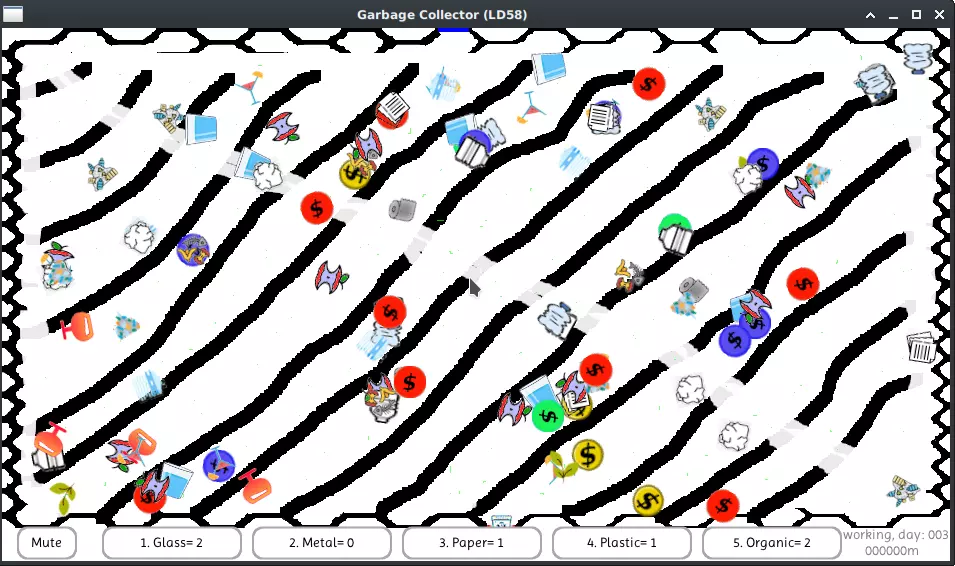 Garbage Collector (LD58)
Mute
1. Glass= 2
2. Metal= 0
3. Paper= 1
4. Plastic= 1
5. Organic= 2
working, day: 003
000000m